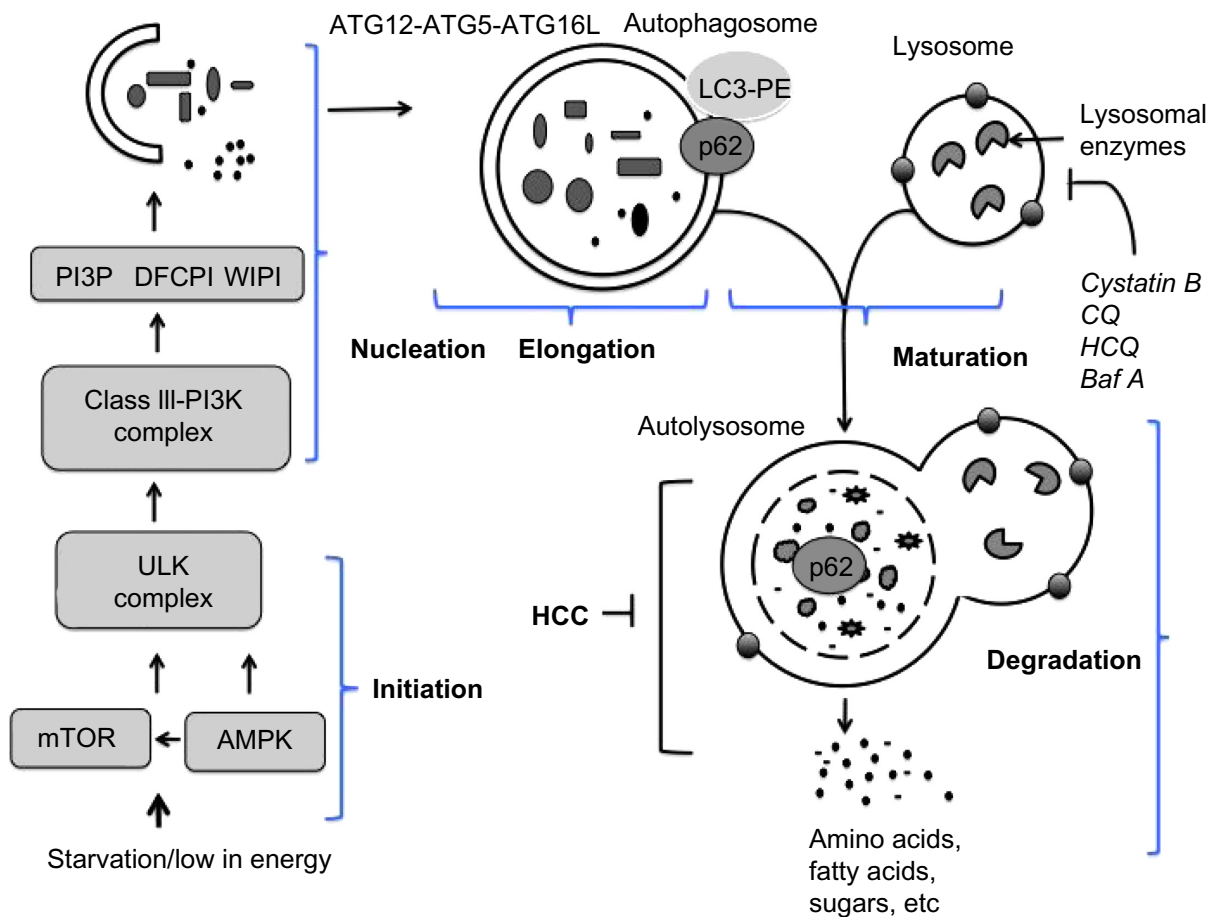 ATG12-ATG5-ATG16L
Autophagosome
Lysosome
LC3-PE
p62
Lysosomal
enzymes
PI3P DFCPI WIPI
Cystatin B
CQ
HCQ
Baf A
Nucleation
Elongation
Maturation
Class III-PI3K
complex
Autolysosome
ULK
complex
p62
HCC
Degradation
Initiation
mTOR
AMPK
Starvation/low in energy
Amino acids,
fatty acids,
sugars, etc